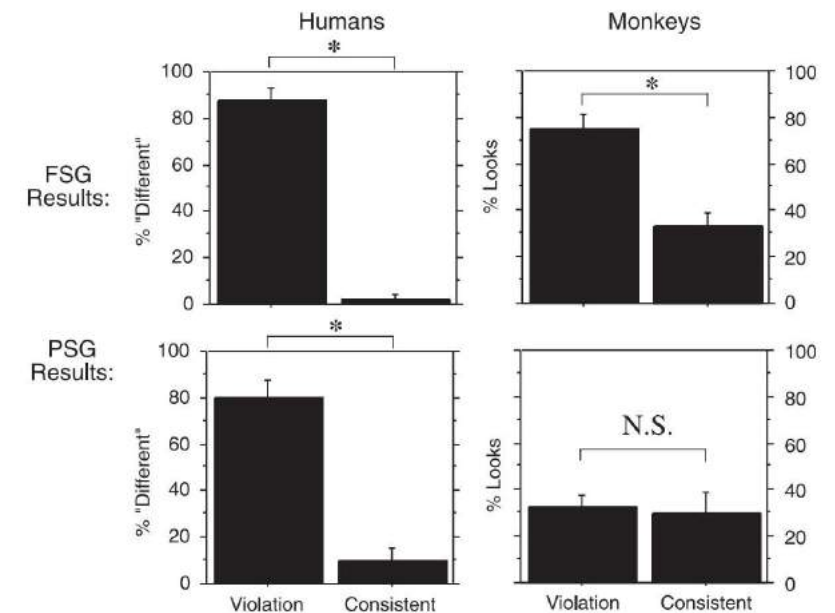 Humans
Monkeys
*
*
FSG
Results:
% "Different"
100
80
60
40
20
0
% Looks
100
80
60
40
20
0
*
N.S.
PSG
Results:
% "Different"
100
80
60
40
20
0
% Looks
100
80
60
40
20
0
Violation Consistent
Violation Consistent